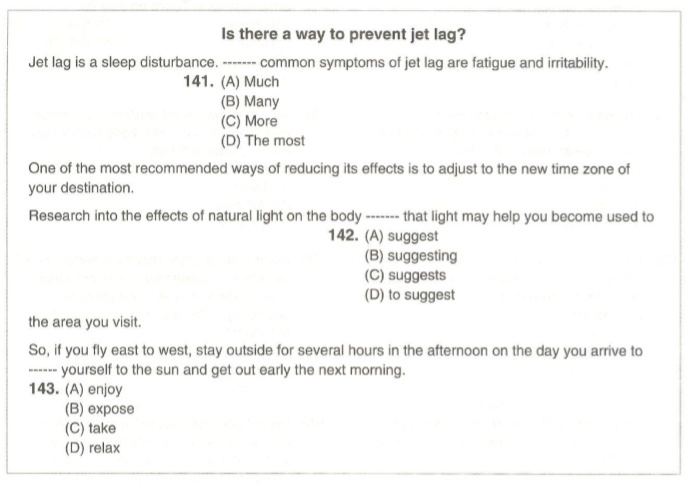 Is there a way to prevent jet lag?
Jet lag is a sleep disturbance. ------- common symptoms of jet lag are fatigue and irritability.
141. (A) Much
(B) Many
(C) More
(D) The most
One of the most recommended ways of reducing its effects is to adjust to the new time zone of
your destination.
Research into the effects of natural light on the body ------- that light may help you become used to
142. (A) suggest
(B) suggesting
(C) suggests
(D) to suggest
the area you visit.
So, if you fly east to west, stay outside for several hours in the afternoon on the day you arrive to
------ yourself to the sun and get out early the next morning.
143. (A) enjoy
(B) expose
(C) take
(D) relax